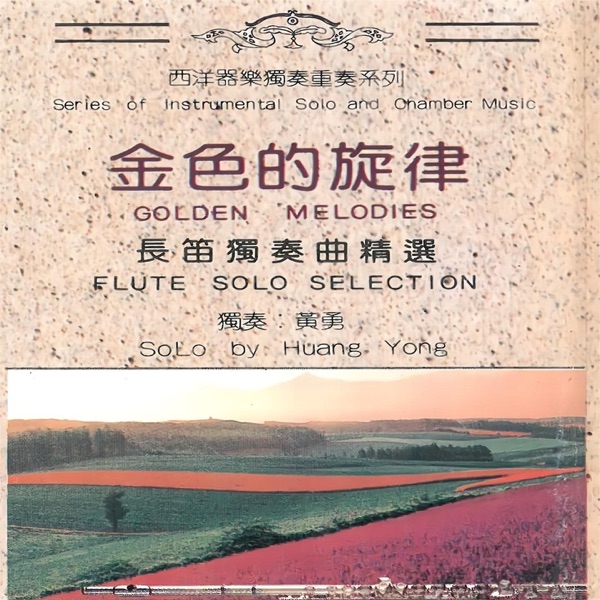 西洋器樂獨奏重奏系列
Series of Instrumental Solo and Chamber Music
金色的旋律
GOLDEN MELODIES
長笛獨奏曲精選
FLUTE SOLO SELECTION
獨奏：黃勇
SoLo by Huang Yong